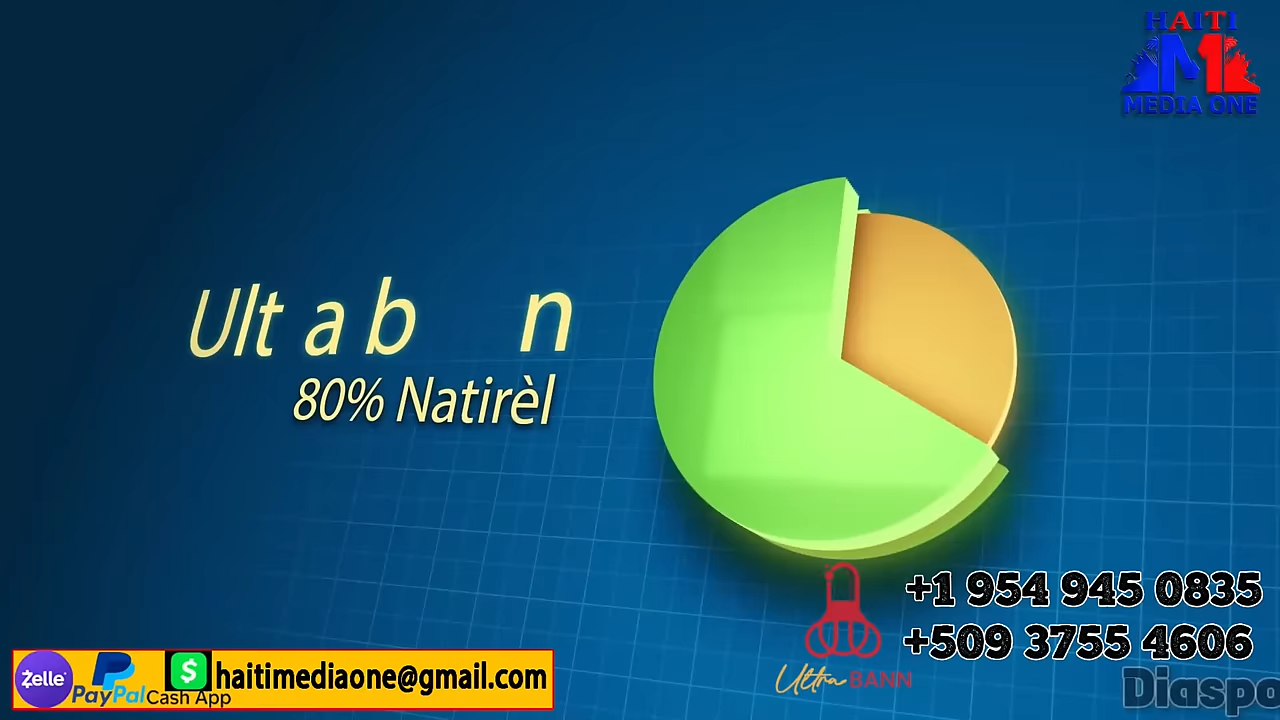 HAITI
M1
MEDIA ONE
Ult a b n
80% Natirèl
+1 954 945 0835
+509 3755 4606
Zelle
PayPal
$
Cash App
haitimediaone@gmail.com
Ultra BANN
Diaspo